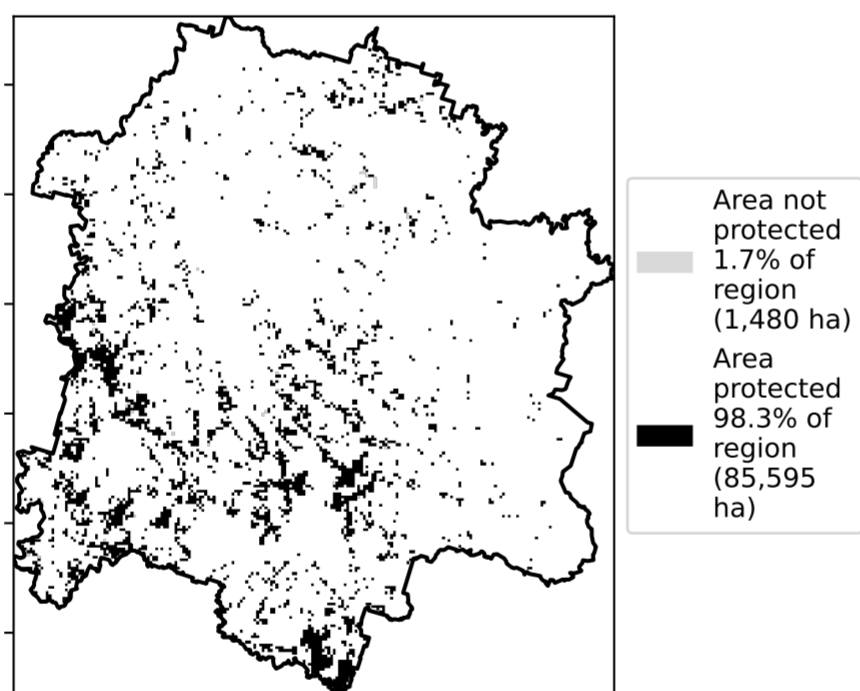 Area not
protected
1.7% of
region
(1,480 ha)
Area
protected
98.3% of
region
(85,595
ha)